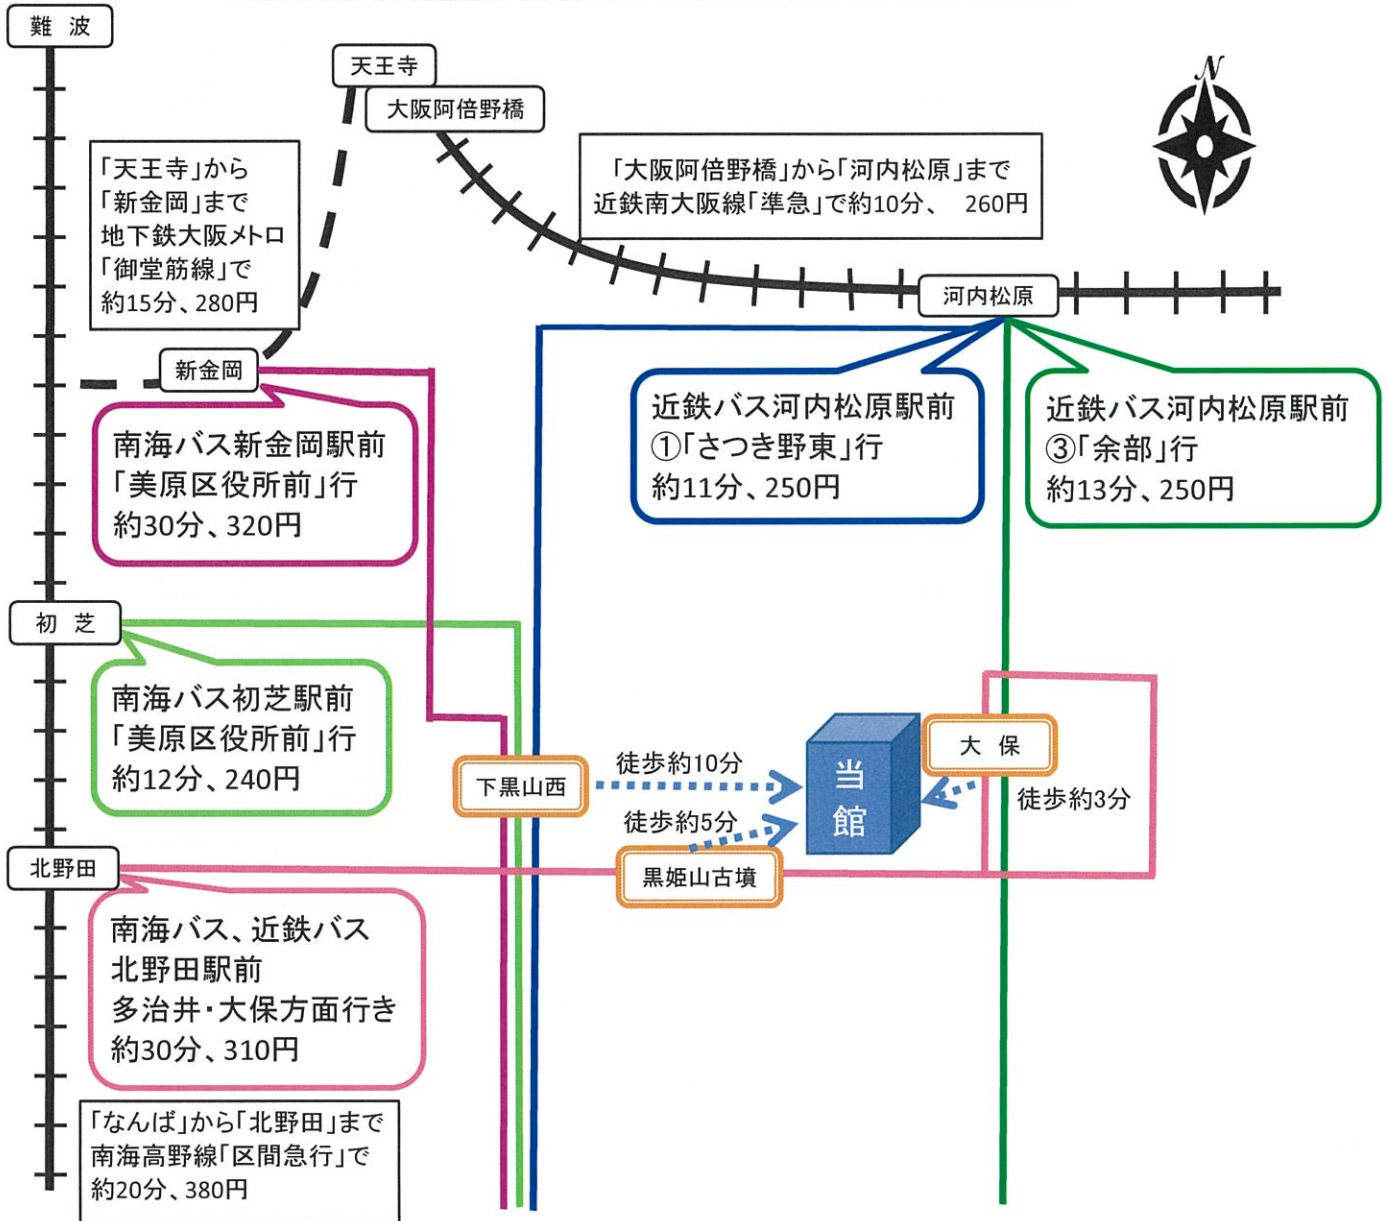 難 波
天王寺
大阪阿倍野橋
N
「天王寺」から
「新金岡」まで
地下鉄大阪メトロ
「御堂筋線」で
約15分、280円
「大阪阿倍野橋」から「河内松原」まで
近鉄南大阪線「準急」で約10分、 260円
河内松原
新金岡
南海バス新金岡駅前
「美原区役所前」行
約30分、320円
近鉄バス河内松原駅前
①「さつき野東」行
約11分、250円
近鉄バス河内松原駅前
③「余部」行
約13分、250円
初 芝
南海バス初芝駅前
「美原区役所前」行
約12分、240円
下黒山西
徒歩約10分
当
館
大 保
徒歩約3分
徒歩約5分
黒姫山古墳
北野田
南海バス、近鉄バス
北野田駅前
多治井・大保方面行き
約30分、310円
「なんば」から「北野田」まで
南海高野線「区間急行」で
約20分、380円